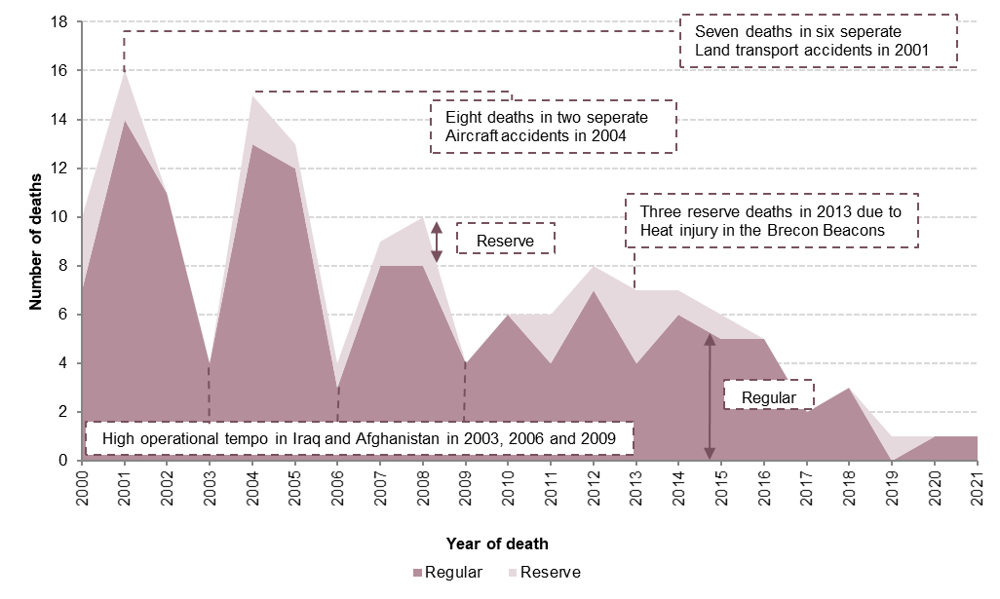 18
Seven deaths in six seperate
Land transport accidents in 2001
16
14
Eight deaths in two seperate
Aircraft accidents in 2004
12
10
Three reserve deaths in 2013 due to
Heat injury in the Brecon Beacons
Reserve
8
6
4
Regular
2
High operational tempo in Iraq and Afghanistan in 2003, 2006 and 2009
0
Number of deaths
2000 2001 2002 2003 2004 2005 2006 2007 2008 2009 2010 2011 2012 2013 2014 2015 2016 2017 2018 2019 2020 2021
Year of death
Regular Reserve